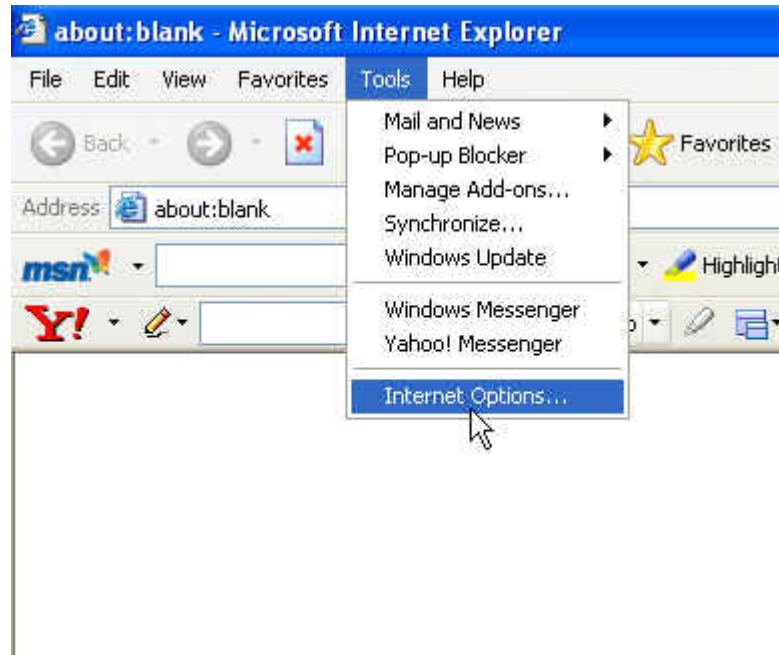 about:blank - Microsoft Internet Explorer
File Edit View Favorites Tools Help
Back Favorites
Address about:blank
msn Highlight
Y!
Mail and News
Pop-up Blocker
Manage Add-ons...
Synchronize...
Windows Update
Windows Messenger
Yahoo! Messenger
Internet Options...